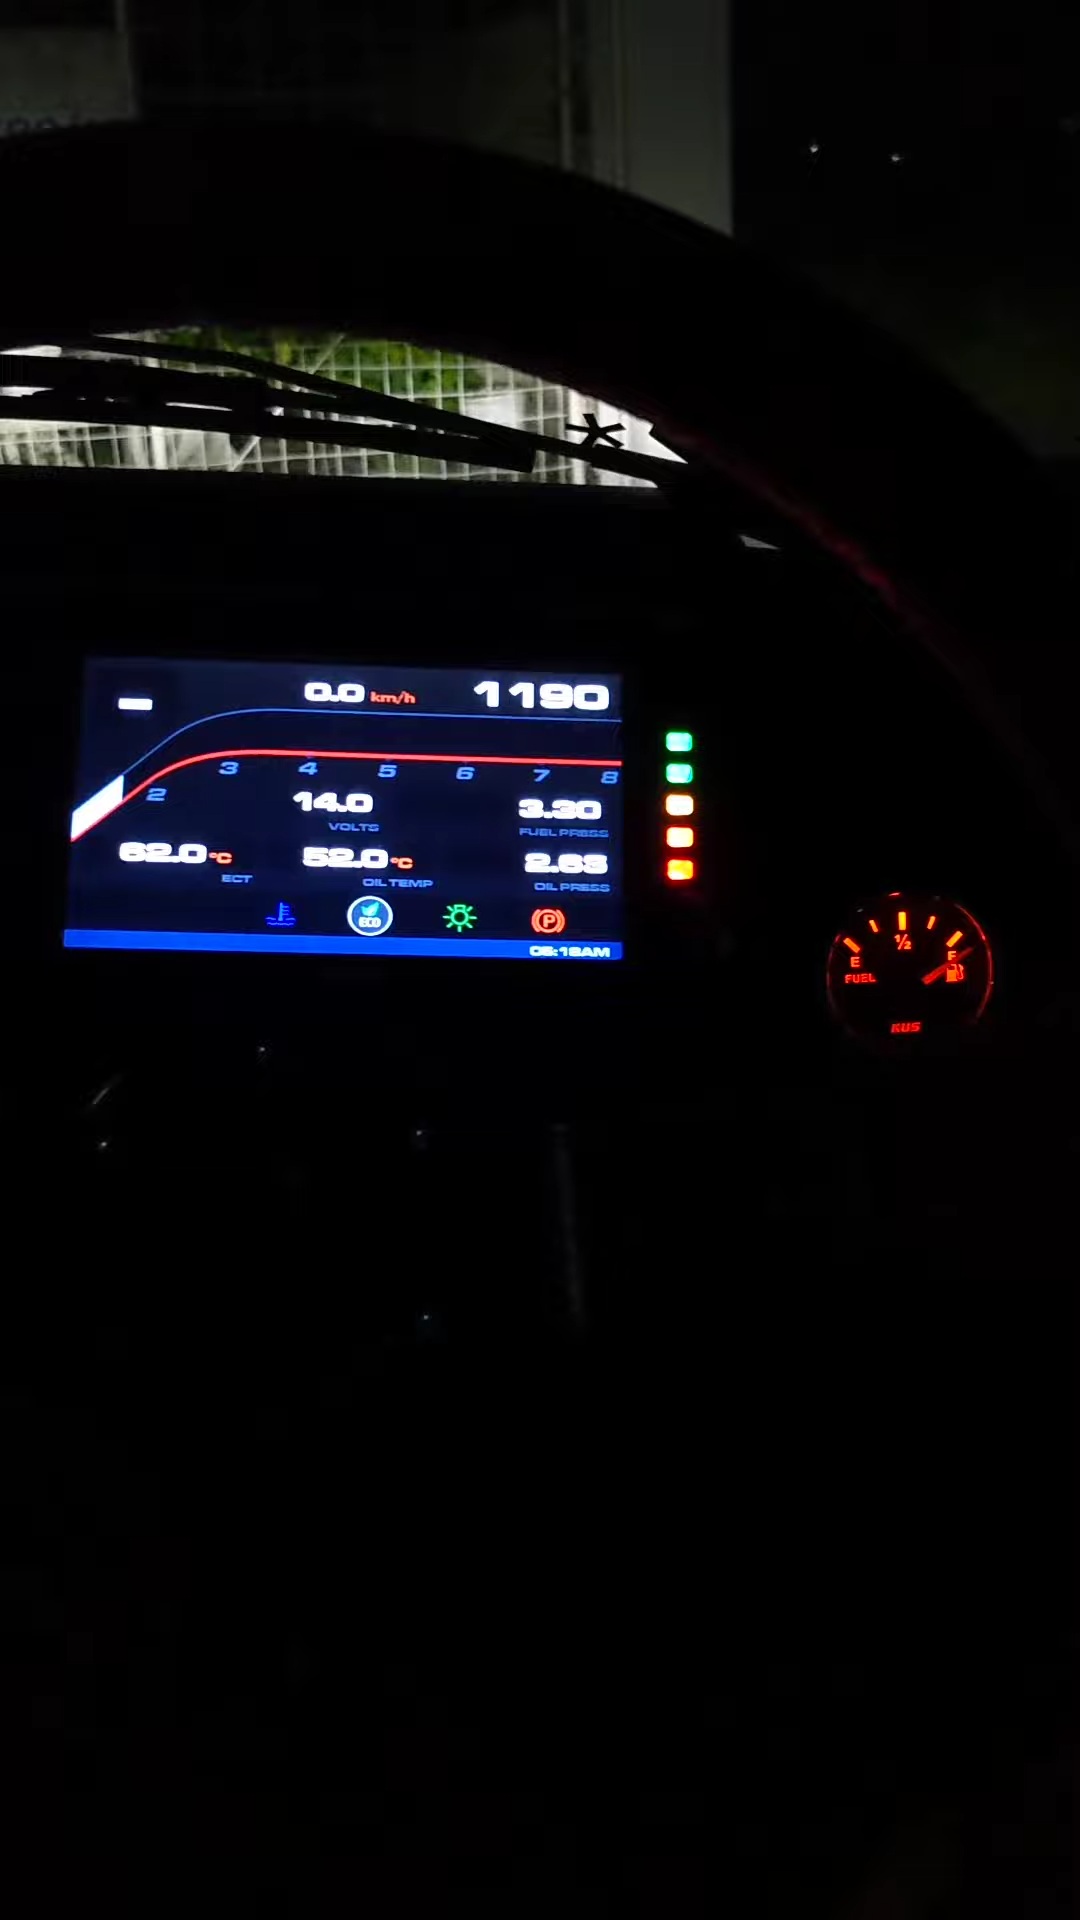 0.0 km/h 1190
2 3 4 5 6 7 8
14.0
VOLTS
3.30
FUEL PRESS
62.0°C
ECT
52.0°C
OIL TEMP
2.63
OIL PRESS
ECO
P
05:18AM
E 1/2 F
FUEL
KUS